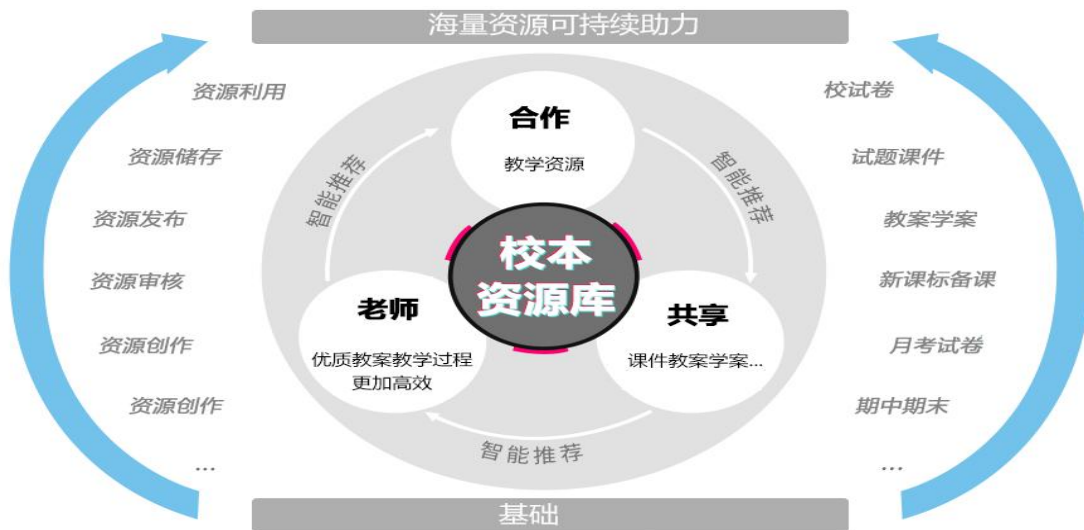 海量资源可持续助力
资源利用
资源储存
资源发布
资源审核
资源创作
资源创作
...
合作
教学资源
智能推荐
智能推荐
校本
资源库
老师
优质教案教学过程
更加高效
共享
课件教案学案...
智能推荐
校试卷
试题课件
教案学案
新课标备课
月考试卷
期中期末
...
基础